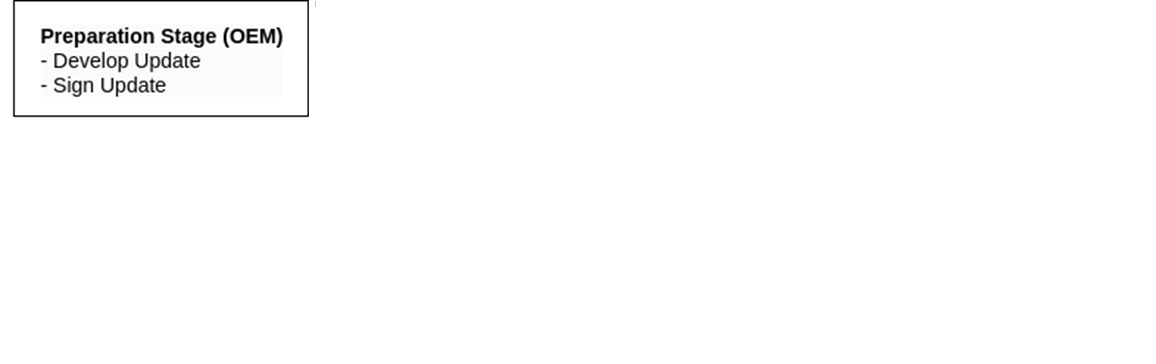 Preparation Stage (OEM)
- Develop Update
- Sign Update